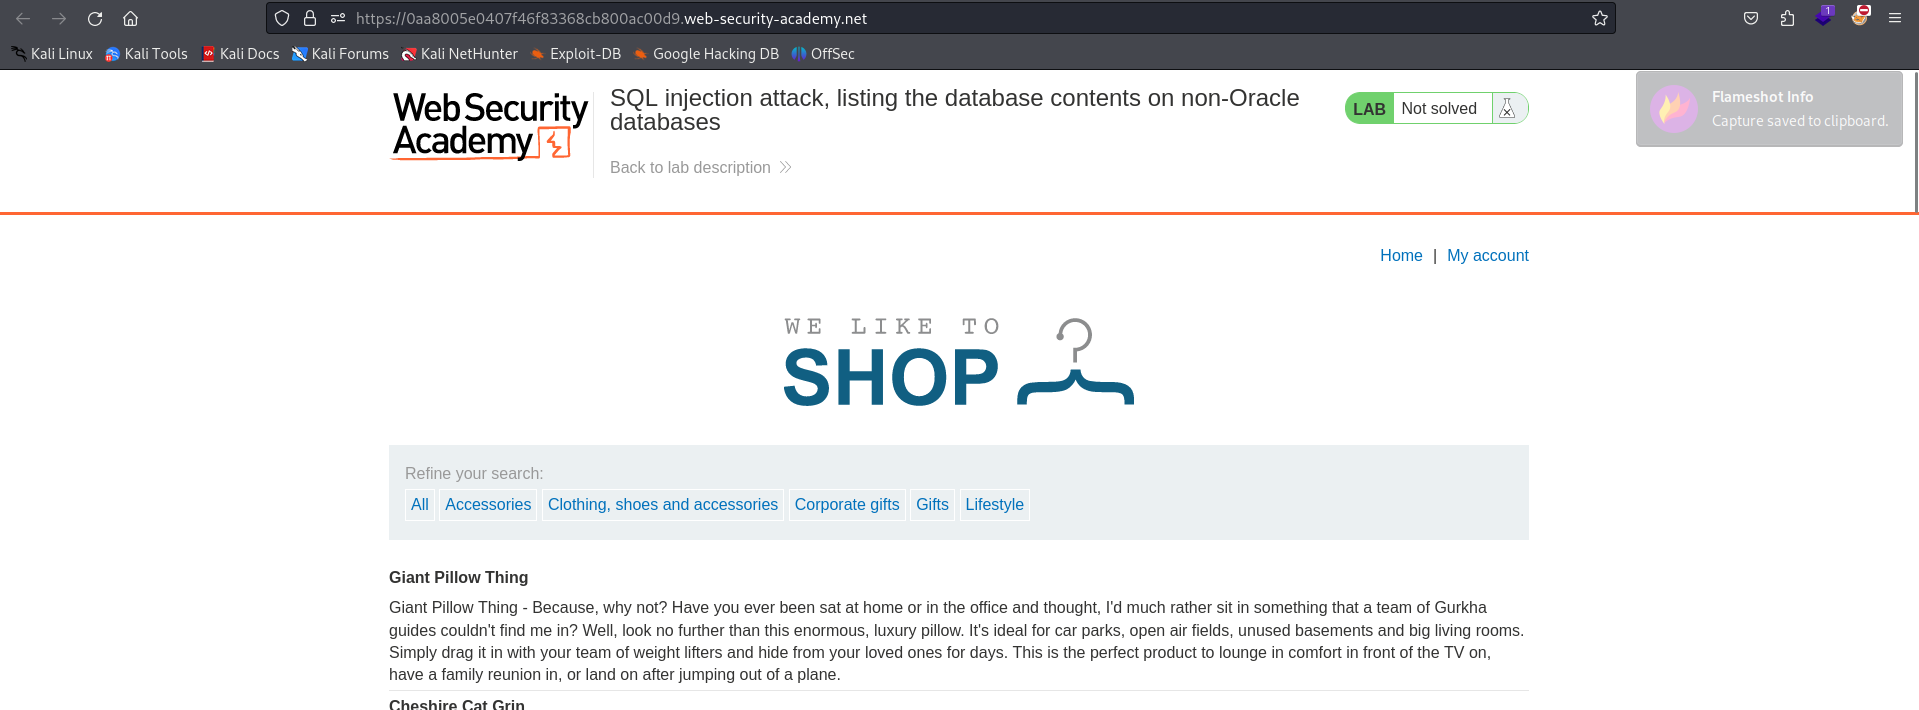 https://0aa8005e0407f46f83368cb800ac00d9.web-security-academy.net
1
Kali Linux Kali Tools Kali Docs Kali Forums Kali NetHunter Exploit-DB Google Hacking DB OffSec
Flameshot Info
Capture saved to clipboard.
Web Security
Academy
SQL injection attack, listing the database contents on non-Oracle
databases
Back to lab description
LAB Not solved
Home | My account
WE LIKE TO
SHOP
Refine your search:
All Accessories Clothing, shoes and accessories Corporate gifts Gifts Lifestyle
Giant Pillow Thing
Giant Pillow Thing - Because, why not? Have you ever been sat at home or in the office and thought, I'd much rather sit in something that a team of Gurkha
guides couldn't find me in? Well, look no further than this enormous, luxury pillow. It's ideal for car parks, open air fields, unused basements and big living rooms.
Simply drag it in with your team of weight lifters and hide from your loved ones for days. This is the perfect product to lounge in comfort in front of the TV on,
have a family reunion in, or land on after jumping out of a plane.
Cheshire Cat Grin